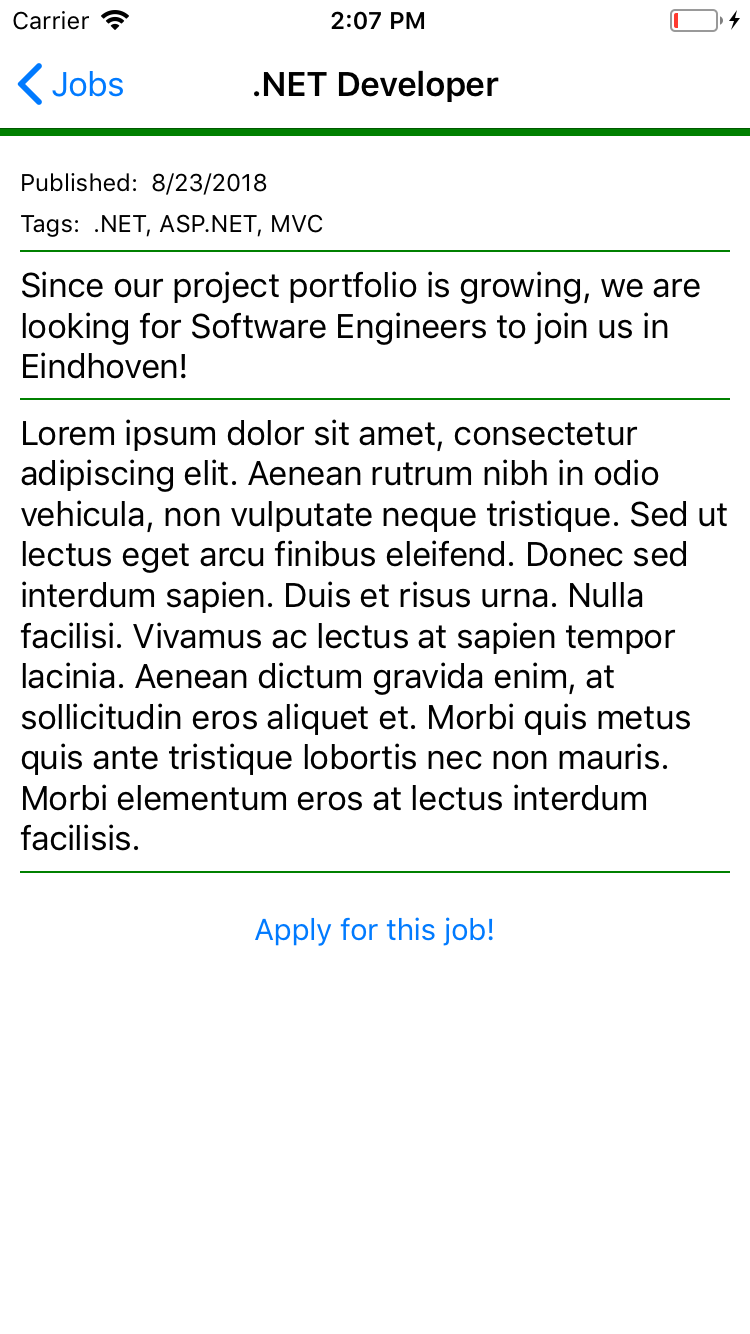 Carrier 2:07 PM
Jobs .NET Developer
Published: 8/23/2018
Tags: .NET, ASP.NET, MVC
Since our project portfolio is growing, we are
looking for Software Engineers to join us in
Eindhoven!
Lorem ipsum dolor sit amet, consectetur
adipiscing elit. Aenean rutrum nibh in odio
vehicula, non vulputate neque tristique. Sed ut
lectus eget arcu finibus eleifend. Donec sed
interdum sapien. Duis et risus urna. Nulla
facilisi. Vivamus ac lectus at sapien tempor
lacinia. Aenean dictum gravida enim, at
sollicitudin eros aliquet et. Morbi quis metus
quis ante tristique lobortis nec non mauris.
Morbi elementum eros at lectus interdum
facilisis.
Apply for this job!